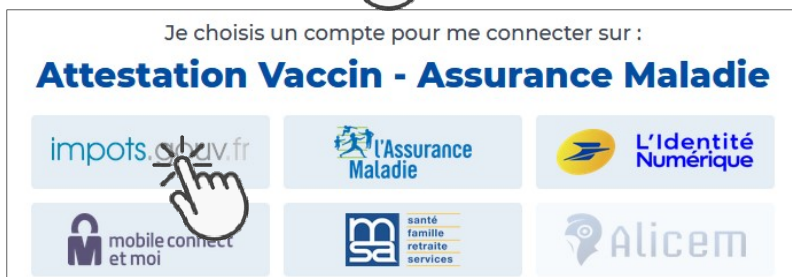 Je choisis un compte pour me connecter sur :
Attestation Vaccin - Assurance Maladie
impots.gouv.fr
l'Assurance
Maladie
L'Identité
Numérique
mobile connect
et moi
msa
santé
famille
retraite
services
Alicem